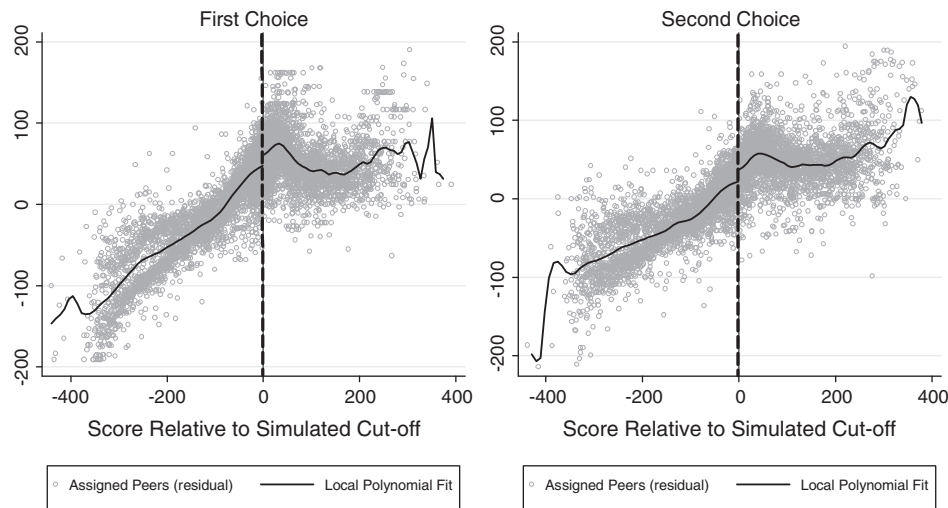 First Choice
200
100
0
-100
-200
-400
-200
0
200
400
Score Relative to Simulated Cut-off
Assigned Peers (residual)
Local Polynomial Fit
Second Choice
200
100
0
-100
-200
-400
-200
0
200
400
Score Relative to Simulated Cut-off
Assigned Peers (residual)
Local Polynomial Fit